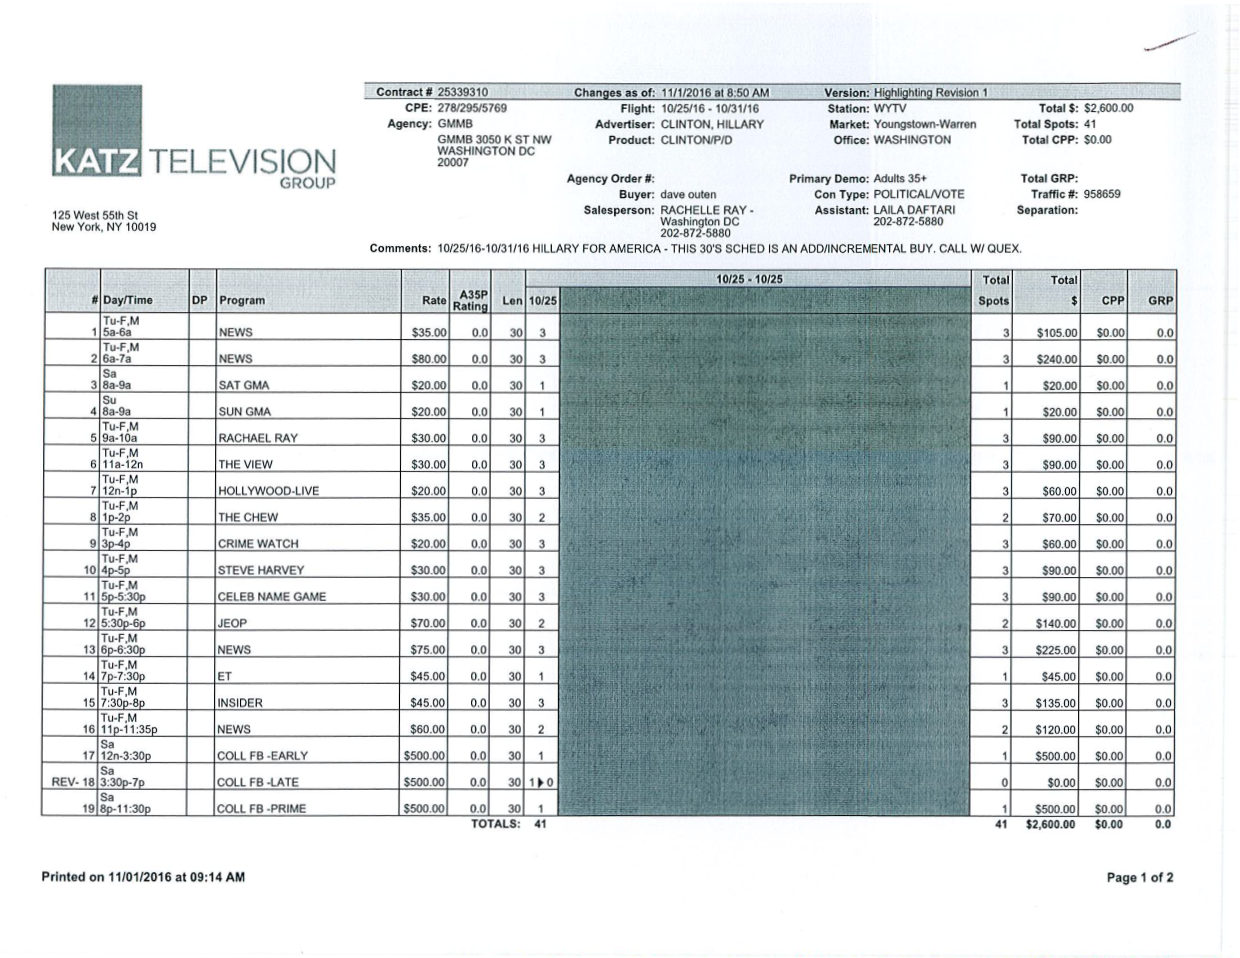 Contract # 25339310 Changes as of: 11/1/2016 at 8:50 AM Version: Highlighting Revision 1
CPE: 278/295/5769 Flight: 10/25/16 - 10/31/16 Station: WYTV Total $: $2,600.00
Agency: GMMB Advertiser: CLINTON, HILLARY Market: Youngstown-Warren Total Spots: 41
GMMB 3050 K ST NW Product: CLINTON/P/D Office: WASHINGTON Total CPP: $0.00
WASHINGTON DC
20007
KATZ TELEVISION
GROUP
Agency Order #: Primary Demo: Adults 35+ Total GRP:
Buyer: dave outen Con Type: POLITICAL/VOTE Traffic #: 958659
Salesperson: RACHELLE RAY - Assistant: LAILA DAFTARI Separation:
Washington DC 202-872-5880
202-872-5880
125 West 55th St
New York, NY 10019
Comments: 10/25/16-10/31/16 HILLARY FOR AMERICA - THIS 30'S SCHED IS AN ADD/INCREMENTAL BUY. CALL W/ QUEX.
10/25 - 10/25 Total Total
# Day/Time DP Program Rate A35P Rating Len 10/25 Spots $ CPP GRP
Tu-F,M
1 5a-6a NEWS $35.00 0.0 30 3 3 $105.00 $0.00 0.0
Tu-F,M
2 6a-7a NEWS $80.00 0.0 30 3 3 $240.00 $0.00 0.0
Sa
3 8a-9a SAT GMA $20.00 0.0 30 1 1 $20.00 $0.00 0.0
Su
4 8a-9a SUN GMA $20.00 0.0 30 1 1 $20.00 $0.00 0.0
Tu-F,M
5 9a-10a RACHAEL RAY $30.00 0.0 30 3 3 $90.00 $0.00 0.0
Tu-F,M
6 11a-12n THE VIEW $30.00 0.0 30 3 3 $90.00 $0.00 0.0
Tu-F,M
7 12n-1p HOLLYWOOD-LIVE $20.00 0.0 30 3 3 $60.00 $0.00 0.0
Tu-F,M
8 1p-2p THE CHEW $35.00 0.0 30 2 2 $70.00 $0.00 0.0
Tu-F,M
9 3p-4p CRIME WATCH $20.00 0.0 30 3 3 $60.00 $0.00 0.0
Tu-F,M
10 4p-5p STEVE HARVEY $30.00 0.0 30 3 3 $90.00 $0.00 0.0
Tu-F,M
11 5p-5:30p CELEB NAME GAME $30.00 0.0 30 3 3 $90.00 $0.00 0.0
Tu-F,M
12 5:30p-6p JEOP $70.00 0.0 30 2 2 $140.00 $0.00 0.0
Tu-F,M
13 6p-6:30p NEWS $75.00 0.0 30 3 3 $225.00 $0.00 0.0
Tu-F,M
14 7p-7:30p ET $45.00 0.0 30 1 1 $45.00 $0.00 0.0
Tu-F,M
15 7:30p-8p INSIDER $45.00 0.0 30 3 3 $135.00 $0.00 0.0
Tu-F,M
16 11p-11:35p NEWS $60.00 0.0 30 2 2 $120.00 $0.00 0.0
Sa
17 12n-3:30p COLL FB -EARLY $500.00 0.0 30 1 1 $500.00 $0.00 0.0
Sa
REV- 18 3:30p-7p COLL FB -LATE $500.00 0.0 30 1▶0 0 $0.00 $0.00 0.0
Sa
19 8p-11:30p COLL FB -PRIME $500.00 0.0 30 1 1 $500.00 $0.00 0.0
TOTALS: 41 41 $2,600.00 $0.00 0.0
Printed on 11/01/2016 at 09:14 AM Page 1 of 2